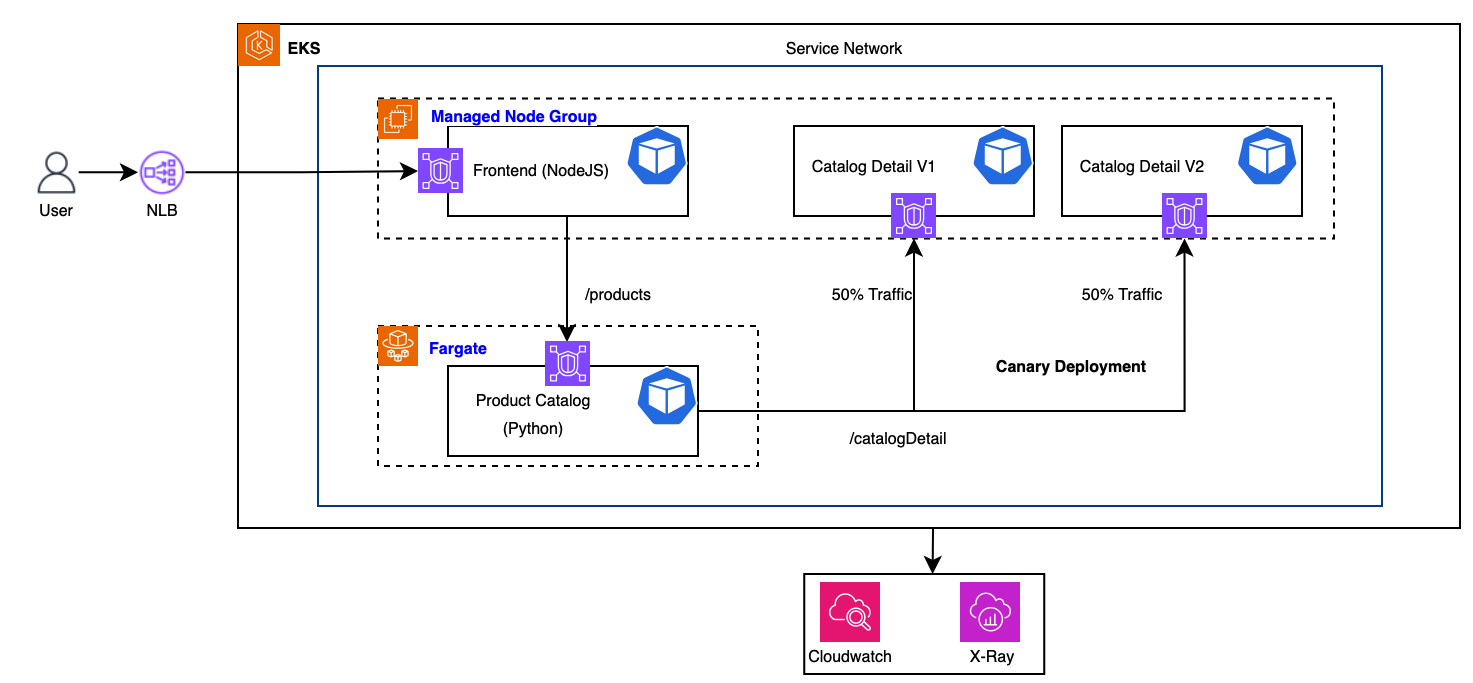 EKS
Service Network
Managed Node Group
Frontend (NodeJS)
Catalog Detail V1
Catalog Detail V2
User
NLB
/products
50% Traffic
50% Traffic
Fargate
Canary Deployment
Product Catalog
(Python)
/catalogDetail
Cloudwatch
X-Ray